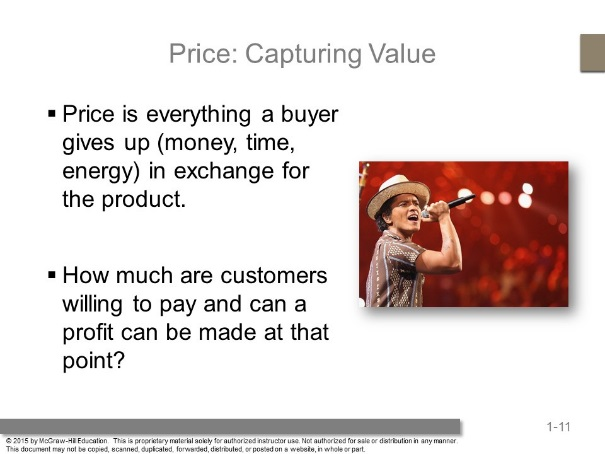 Price: Capturing Value
▪ Price is everything a buyer
gives up (money, time,
energy) in exchange for
the product.
▪ How much are customers
willing to pay and can a
profit can be made at that
point?
1-11
© 2015 by McGraw-Hill Education. This is proprietary material solely for authorized instructor use. Not authorized for sale or distribution in any manner.
This document may not be copied, scanned, duplicated, forwarded, distributed, or posted on a website, in whole or part.